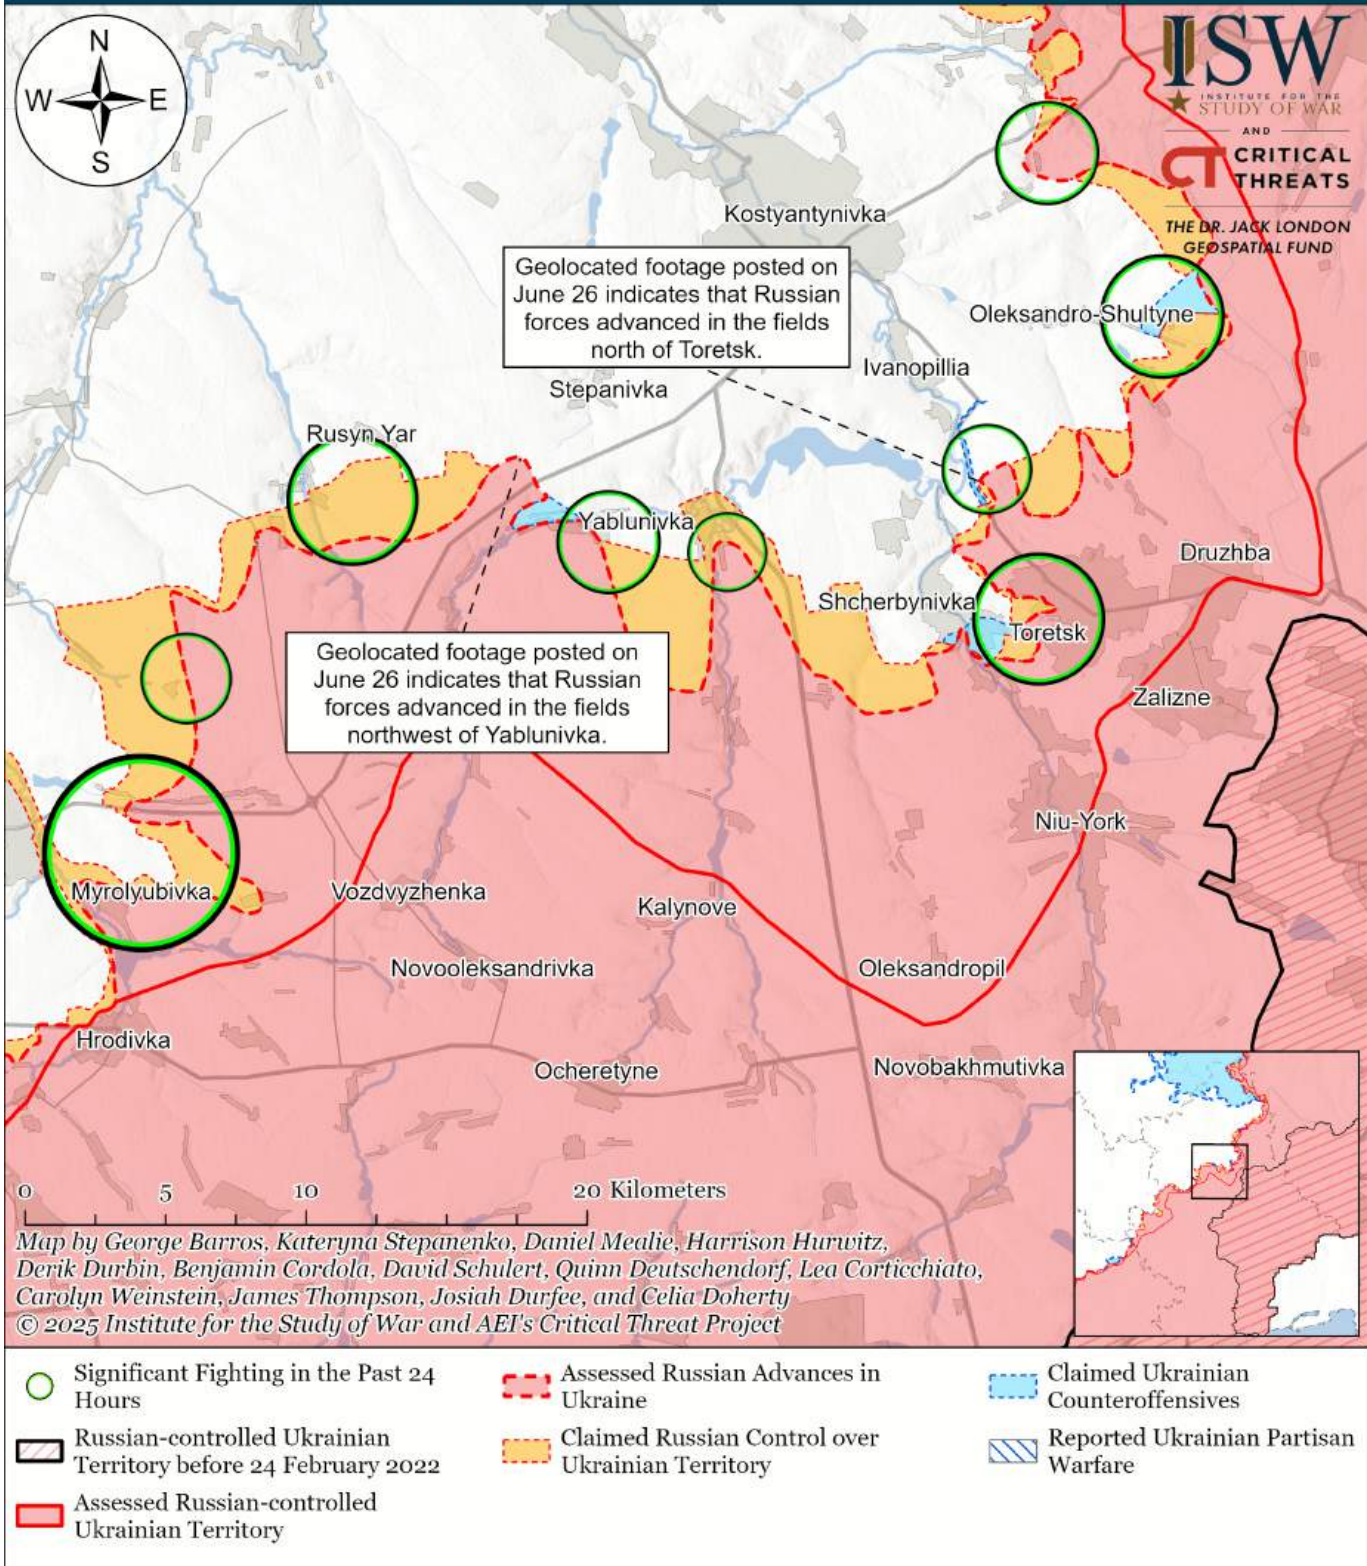 N
W
E
S
ISW
INSTITUTE FOR THE
STUDY OF WAR
AND
CT CRITICAL
THREATS
THE DR. JACK LONDON
GEOSPATIAL FUND
Kostyantynivka
Geolocated footage posted on
June 26 indicates that Russian
forces advanced in the fields
north of Toretsk.
Oleksandro-Shultyne
Ivanopillia
Stepanivka
Rusyn Yar
Yablunivka
Druzhba
Shcherbynivka
Toretsk
Geolocated footage posted on
June 26 indicates that Russian
forces advanced in the fields
northwest of Yablunivka.
Zalizne
Niu-York
Myrolyubivka
Vozdvyzhenka
Kalynove
Novooleksandrivka
Oleksandropil
Hrodivka
Ocheretyne
Novobakhmutivka
0 5 10 20 Kilometers
Map by George Barros, Kateryna Stepanenko, Daniel Mealie, Harrison Hurwitz,
Derik Durbin, Benjamin Cordola, David Schulert, Quinn Deutschendorf, Lea Corticchiato,
Carolyn Weinstein, James Thompson, Josiah Durfee, and Celia Doherty
© 2025 Institute for the Study of War and AEI's Critical Threat Project
Significant Fighting in the Past 24
Hours
Russian-controlled Ukrainian
Territory before 24 February 2022
Assessed Russian-controlled
Ukrainian Territory
Assessed Russian Advances in
Ukraine
Claimed Russian Control over
Ukrainian Territory
Claimed Ukrainian
Counteroffensives
Reported Ukrainian Partisan
Warfare